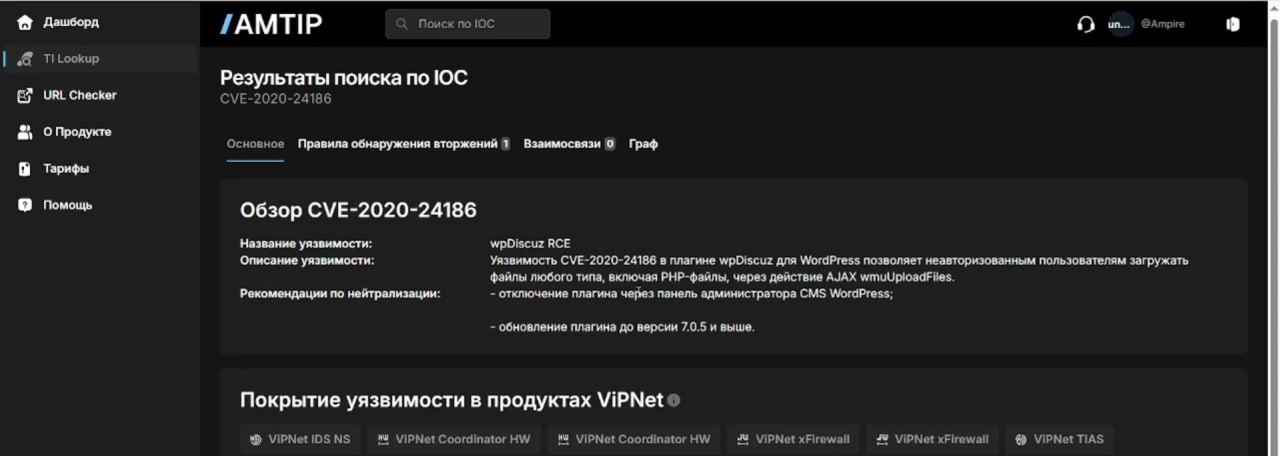 Дашборд
TI Lookup
URL Checker
О Продукте
Тарифы
Помощь
/AMTIP
Поиск по IOC
un...
@Ampire
Результаты поиска по IOC
CVE-2020-24186
Основное Правила обнаружения вторжений 1 Взаимосвязи 0 Граф
Обзор CVE-2020-24186
Название уязвимости: wpDiscuz RCE
Описание уязвимости: Уязвимость CVE-2020-24186 в плагине wpDiscuz для WordPress позволяет неавторизованным пользователям загружать
файлы любого типа, включая PHP-файлы, через действие AJAX wmuUploadFiles.
Рекомендации по нейтрализации: - отключение плагина через панель администратора CMS WordPress;
- обновление плагина до версии 7.0.5 и выше.
Покрытие уязвимости в продуктах ViPNet
ViPNet IDS NS ViPNet Coordinator HW ViPNet Coordinator HW ViPNet xFirewall ViPNet xFirewall ViPNet TIAS